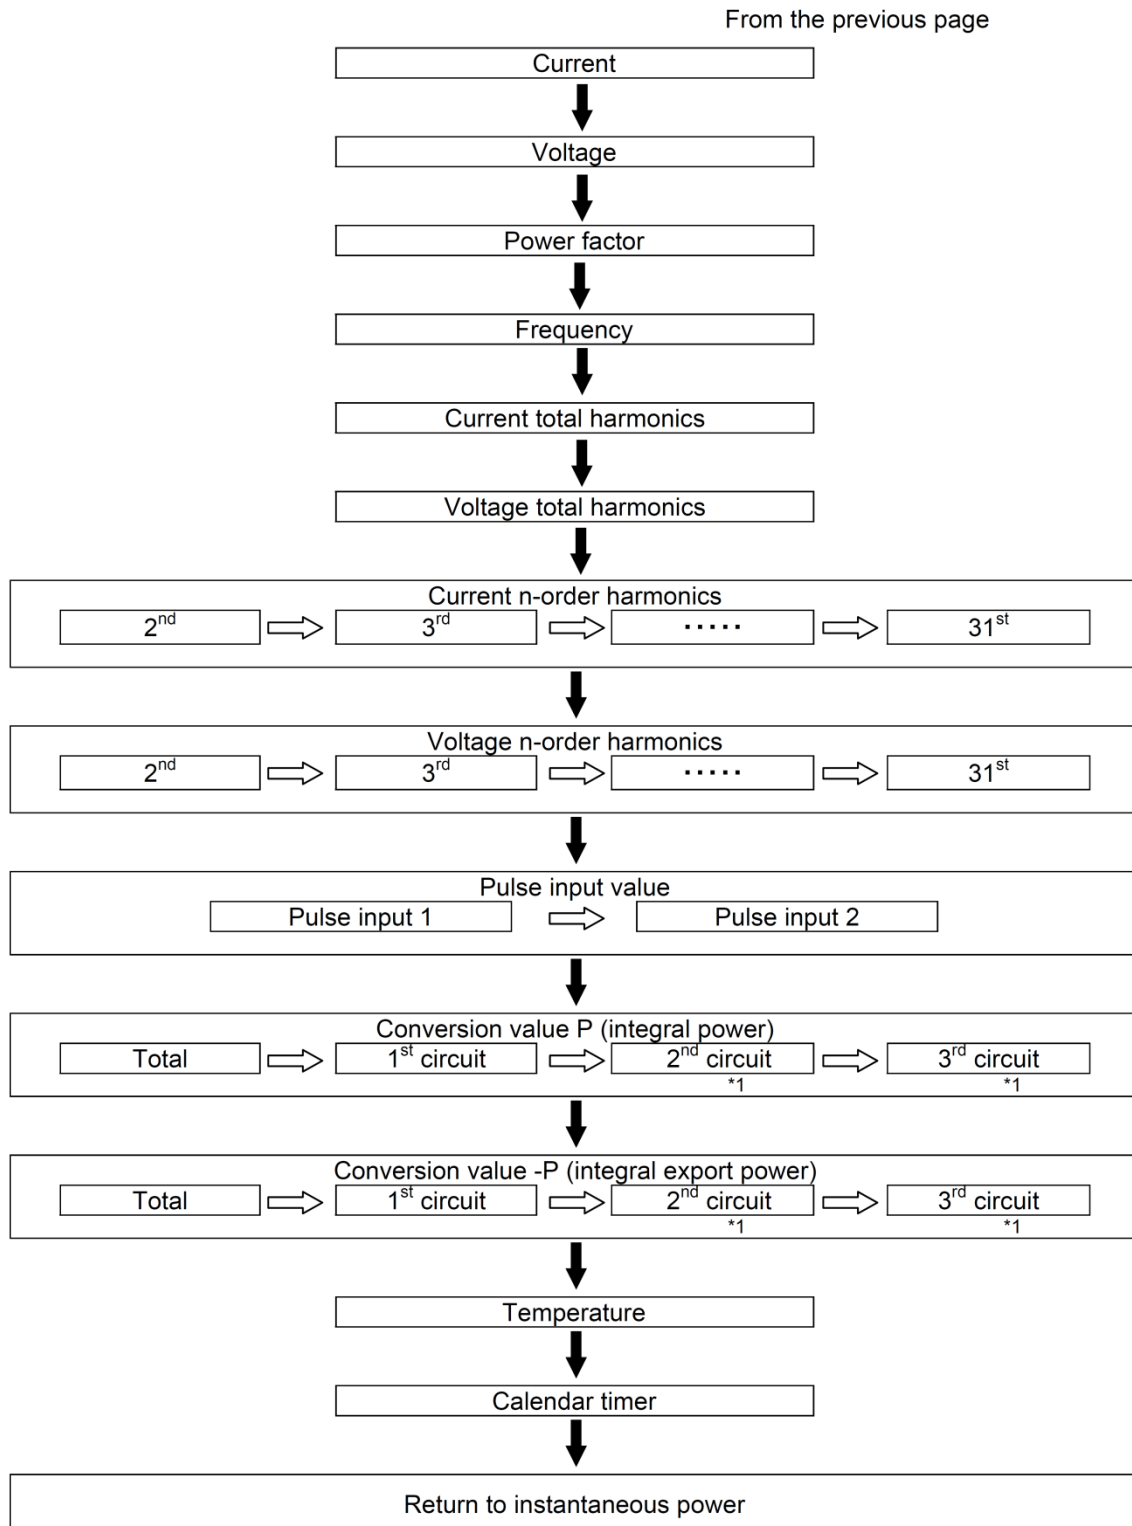 From the previous page
Current
Voltage
Power factor
Frequency
Current total harmonics
Voltage total harmonics
Current n-order harmonics
2nd 3rd ····· 31st
Voltage n-order harmonics
2nd 3rd ····· 31st
Pulse input value
Pulse input 1 Pulse input 2
Conversion value P (integral power)
Total 1st circuit 2nd circuit 3rd circuit
*1 *1
Conversion value -P (integral export power)
Total 1st circuit 2nd circuit 3rd circuit
*1 *1
Temperature
Calendar timer
Return to instantaneous power